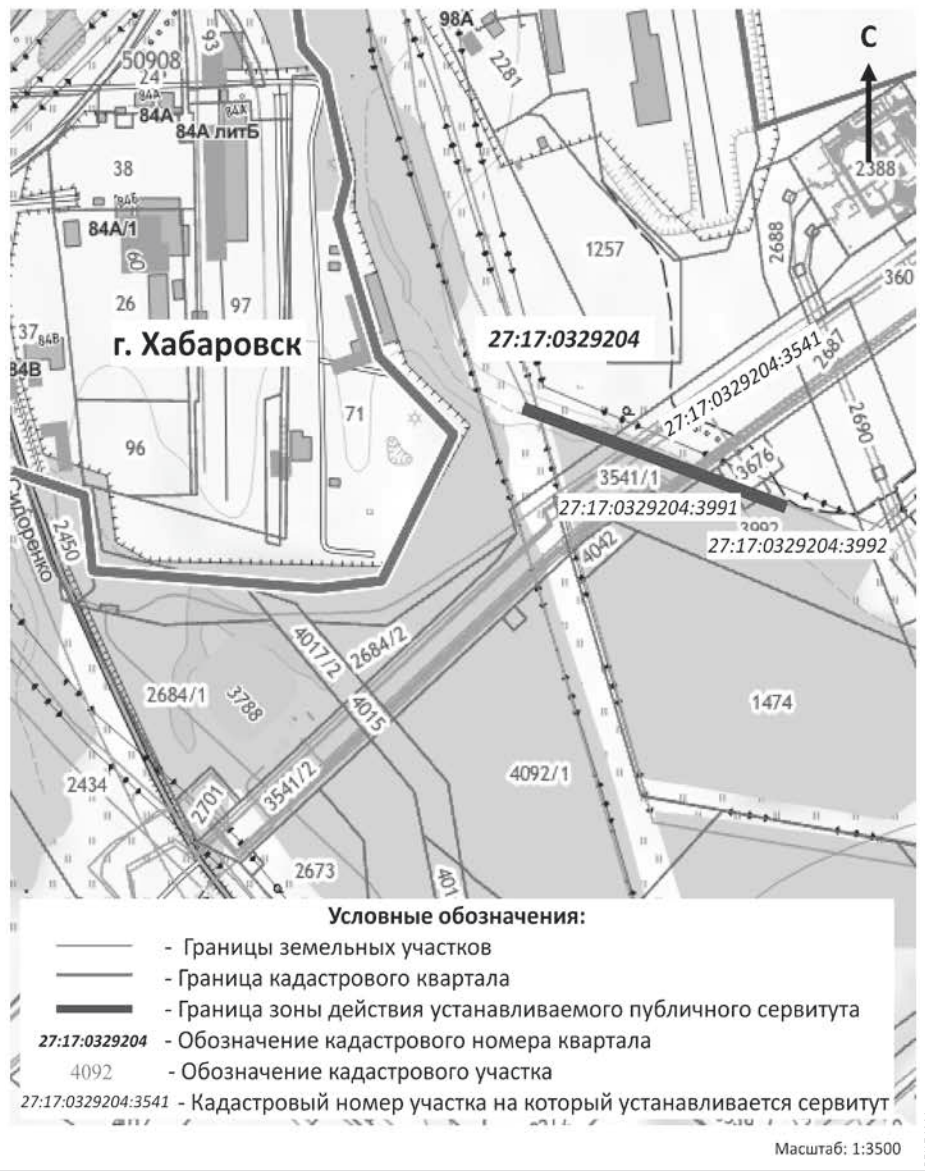 98А
С
93
2281
50908
24
84А
84А
84А
84А литБ
38
2388
84Б
84А/1
2688
60
1257
360
26
97
37
84В
г. Хабаровск
27:17:0329204
27:17:0329204:3541
2687
84В
71
2690
96
3676
3541/1
27:17:0329204:3991
3992
27:17:0329204:3992
2450
Сидоренко
4042
4017/2
2684/2
2684/1
3788
4015
1474
4092/1
2434
3541/2
2701
2673
401
Условные обозначения:
- Границы земельных участков
- Граница кадастрового квартала
- Граница зоны действия устанавливаемого публичного сервитута
27:17:0329204 - Обозначение кадастрового номера квартала
4092 - Обозначение кадастрового участка
27:17:0329204:3541 - Кадастровый номер участка на который устанавливается сервитут
Масштаб: 1:3500